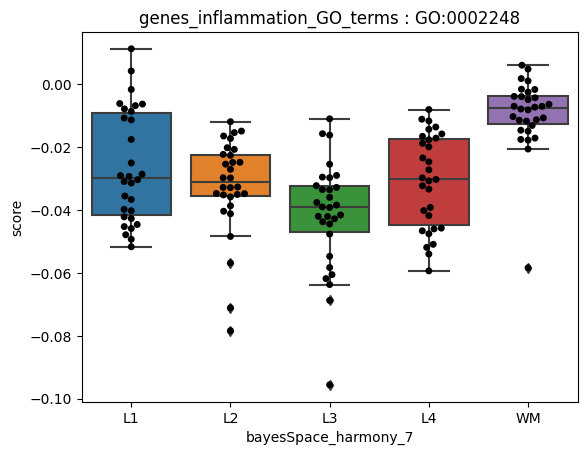 genes_inflammation_GO_terms : GO:0002248
score
0.00
−0.02
−0.04
−0.06
−0.08
−0.10
L1 L2 L3 L4 WM
bayesSpace_harmony_7